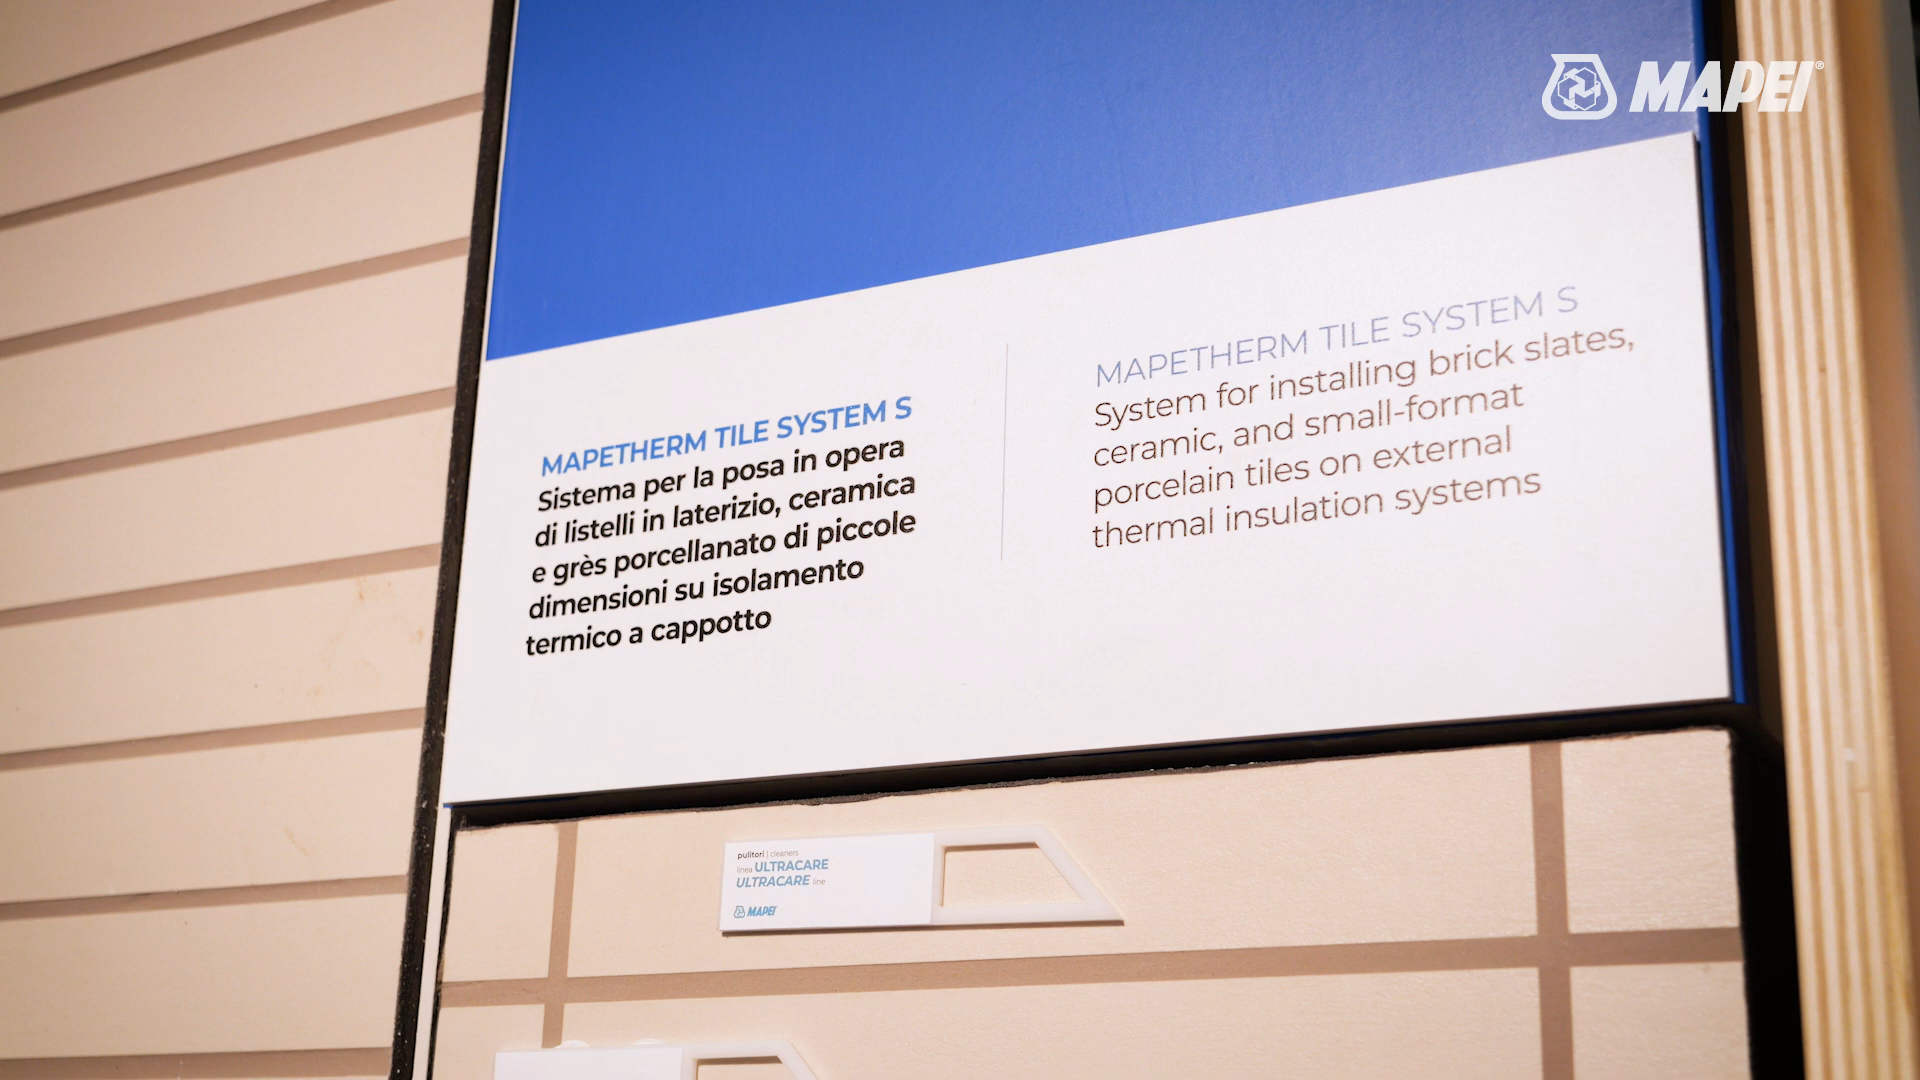 MAPEI®
MAPETHERM TILE SYSTEM S
Sistema per la posa in opera
di listelli in laterizio, ceramica
e grès porcellanato di piccole
dimensioni su isolamento
termico a cappotto
MAPETHERM TILE SYSTEM S
System for installing brick slates,
ceramic, and small-format
porcelain tiles on external
thermal insulation systems
pulitori | cleaners
linea ULTRACARE
ULTRACARE line
MAPEI